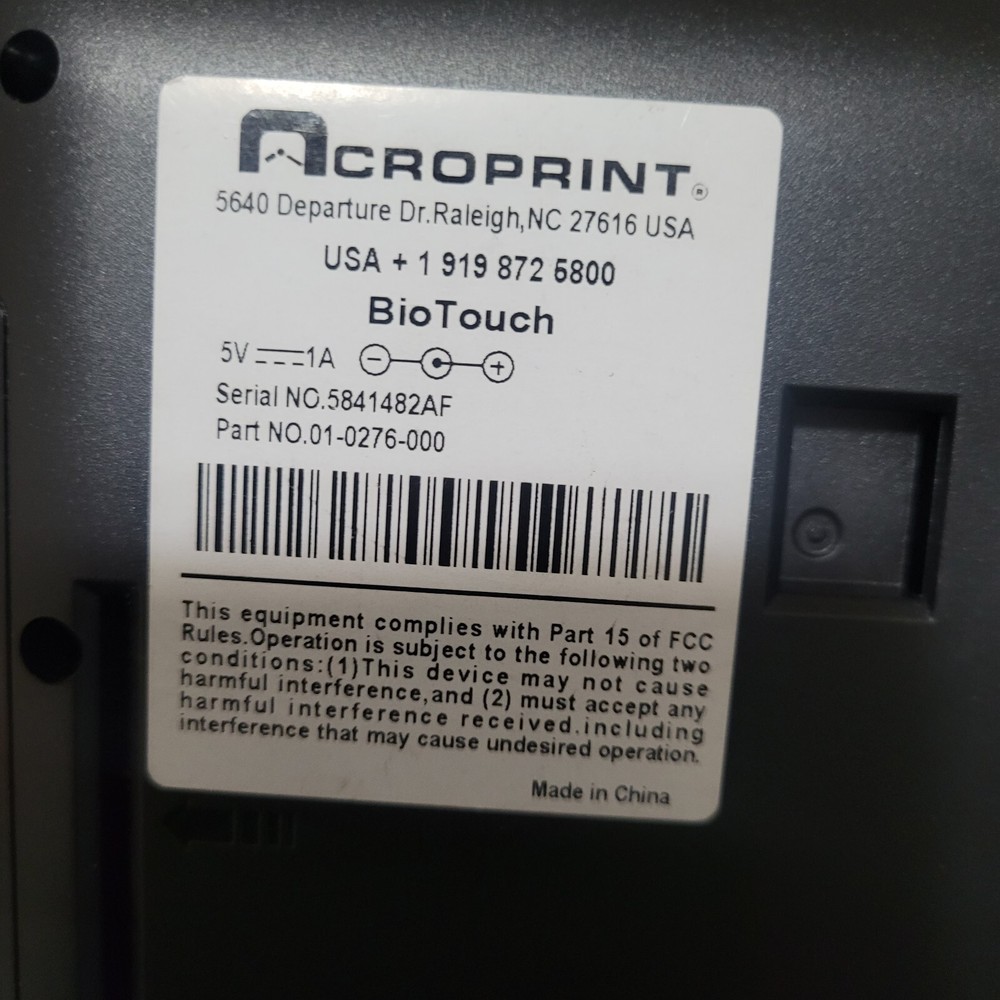 ACROPRINT®
5640 Departure Dr.Raleigh,NC 27616 USA
USA + 1 919 872 5800
BioTouch
5V⎓1A
Serial NO.5841482AF
Part NO.01-0276-000
This equipment complies with Part 15 of FCC
Rules.Operation is subject to the following two
conditions:(1)This device may not cause
harmful interference,and (2) must accept any
harmful interference received.including
interference that may cause undesired operation.
Made in China